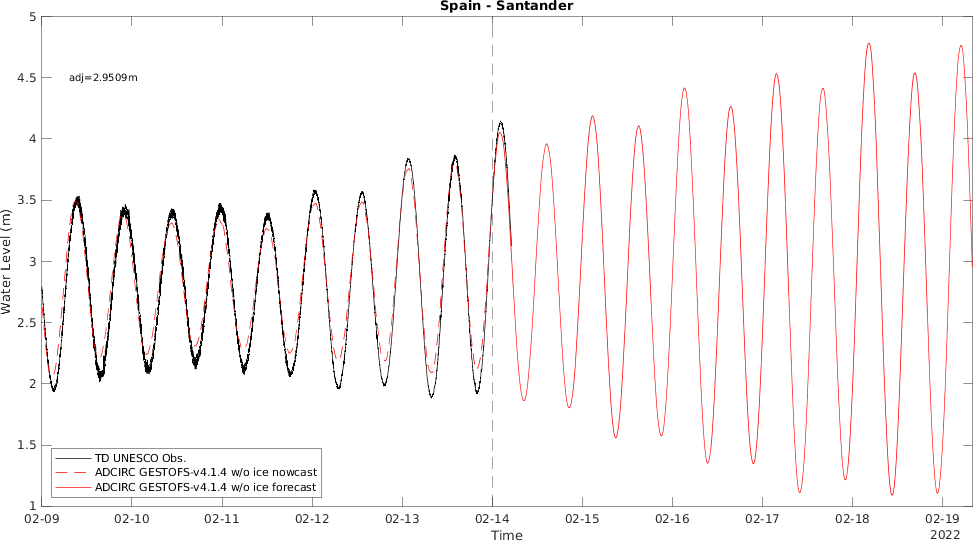 Spain - Santander
5
4.5
4
3.5
3
2.5
2
1.5
1
Water Level (m)
adj=2.9509m
TD UNESCO Obs.
ADCIRC GESTOFS-v4.1.4 w/o ice nowcast
ADCIRC GESTOFS-v4.1.4 w/o ice forecast
02-09 02-10 02-11 02-12 02-13 02-14 02-15 02-16 02-17 02-18 02-19
Time
2022